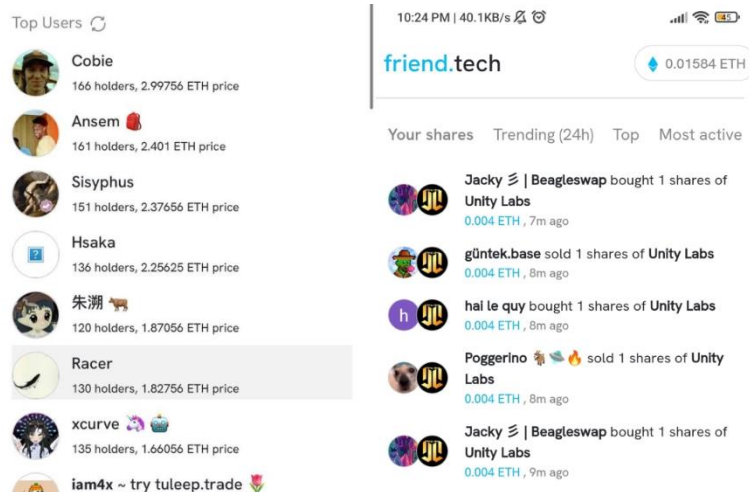 Top Users
Cobie
166 holders, 2.99756 ETH price
Ansem
161 holders, 2.401 ETH price
Sisyphus
151 holders, 2.37656 ETH price
Hsaka
136 holders, 2.25625 ETH price
朱溯 🐂
120 holders, 1.87056 ETH price
Racer
130 holders, 1.82756 ETH price
xcurve 🦄 🤖
135 holders, 1.66056 ETH price
iam4x ~ try tuleep.trade 🌷
10:24 PM | 40.1KB/s
45
friend.tech
0.01584 ETH
Your shares Trending (24h) Top Most active
Jacky 彡 | Beagleswap bought 1 shares of
Unity Labs
0.004 ETH , 7m ago
güntek.base sold 1 shares of Unity Labs
0.004 ETH , 8m ago
h
hai le quy bought 1 shares of Unity Labs
0.004 ETH , 8m ago
Poggerino 🐐 🛸 🔥 sold 1 shares of Unity
Labs
0.004 ETH , 8m ago
Jacky 彡 | Beagleswap bought 1 shares of
Unity Labs
0.004 ETH , 9m ago